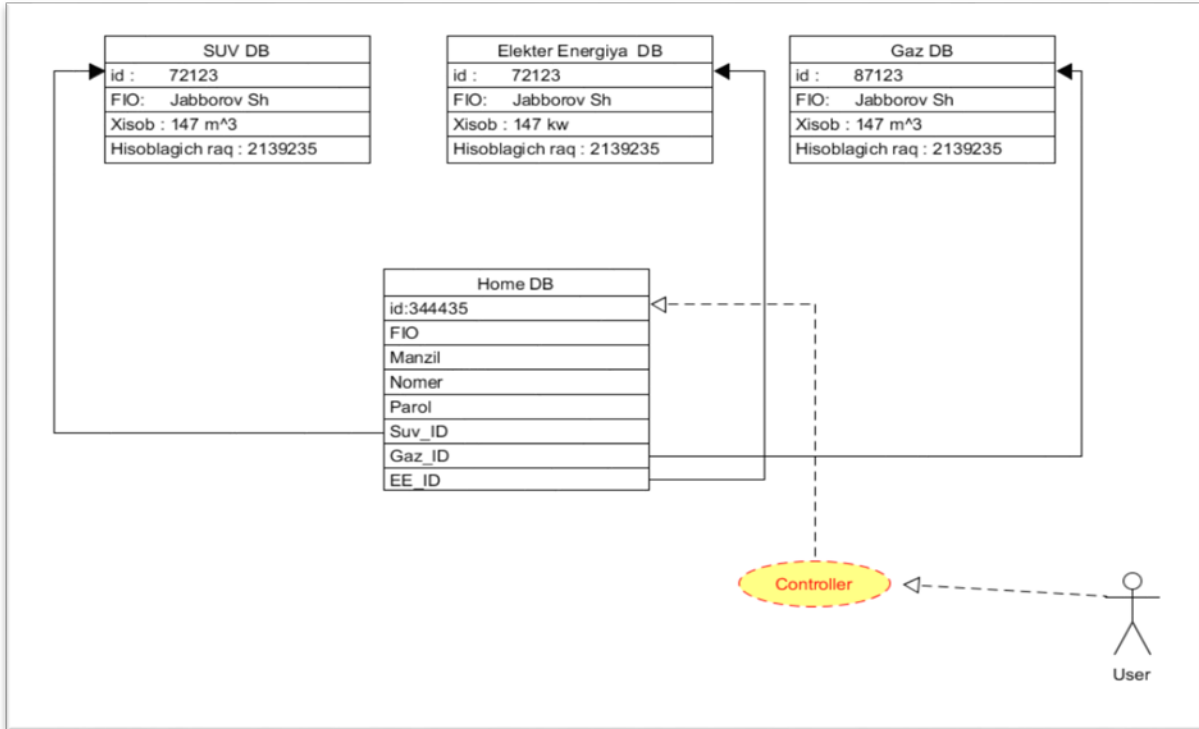 SUV DB
id : 72123
FIO: Jabborov Sh
Xisob : 147 m^3
Hisoblagich raq : 2139235
Elekter Energiya DB
id : 72123
FIO: Jabborov Sh
Xisob : 147 kw
Hisoblagich raq : 2139235
Gaz DB
id : 87123
FIO: Jabborov Sh
Xisob : 147 m^3
Hisoblagich raq : 2139235
Home DB
id:344435
FIO
Manzil
Nomer
Parol
Suv_ID
Gaz_ID
EE_ID
Controller
User